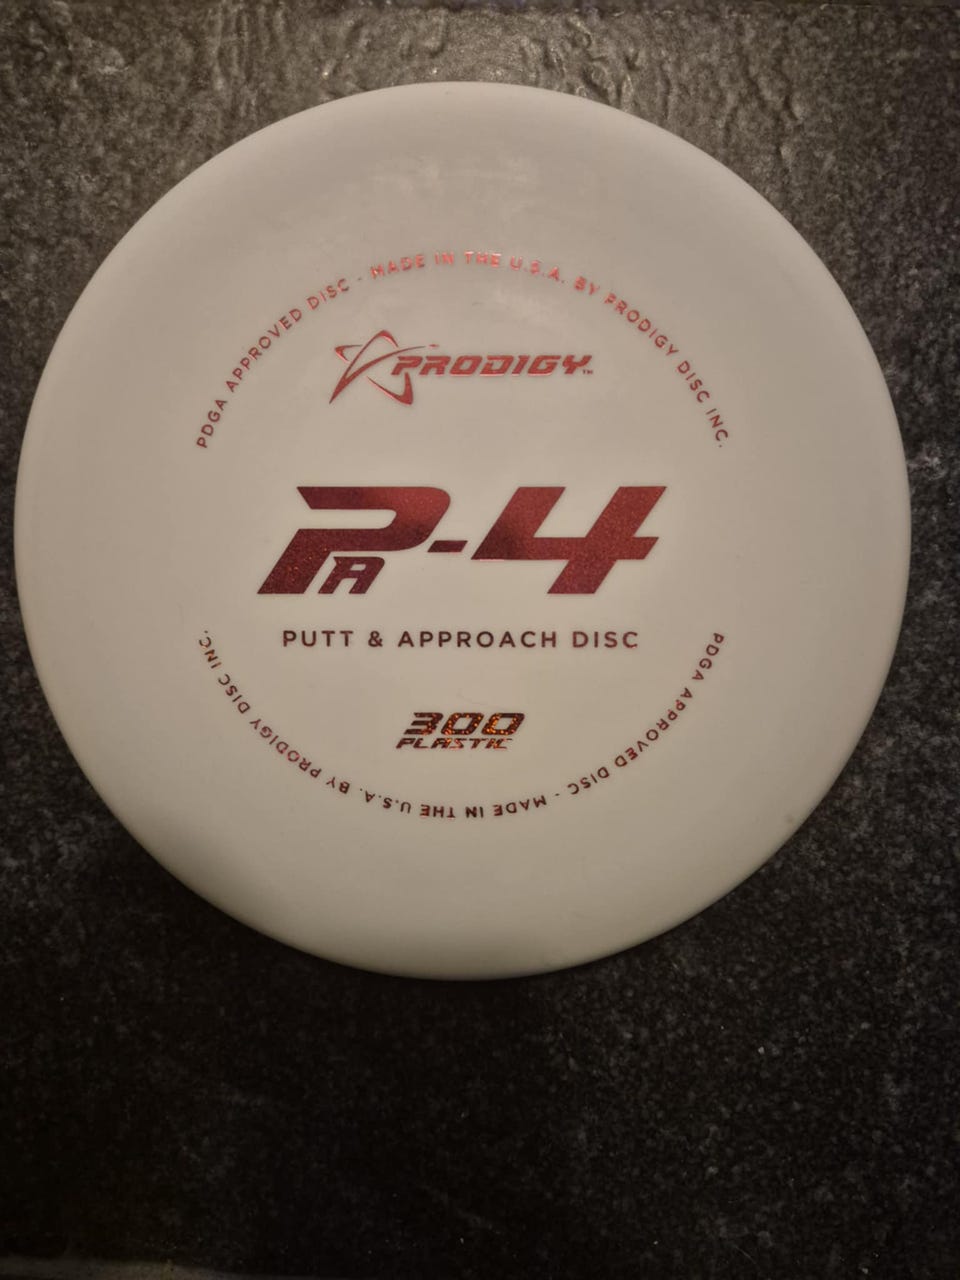 PDGA APPROVED DISC - MADE IN THE U.S.A. BY PRODIGY DISC INC.
PRODIGY™
PA-4
PUTT & APPROACH DISC
300
PLASTIC
PDGA APPROVED DISC - MADE IN THE U.S.A. BY PRODIGY DISC INC.